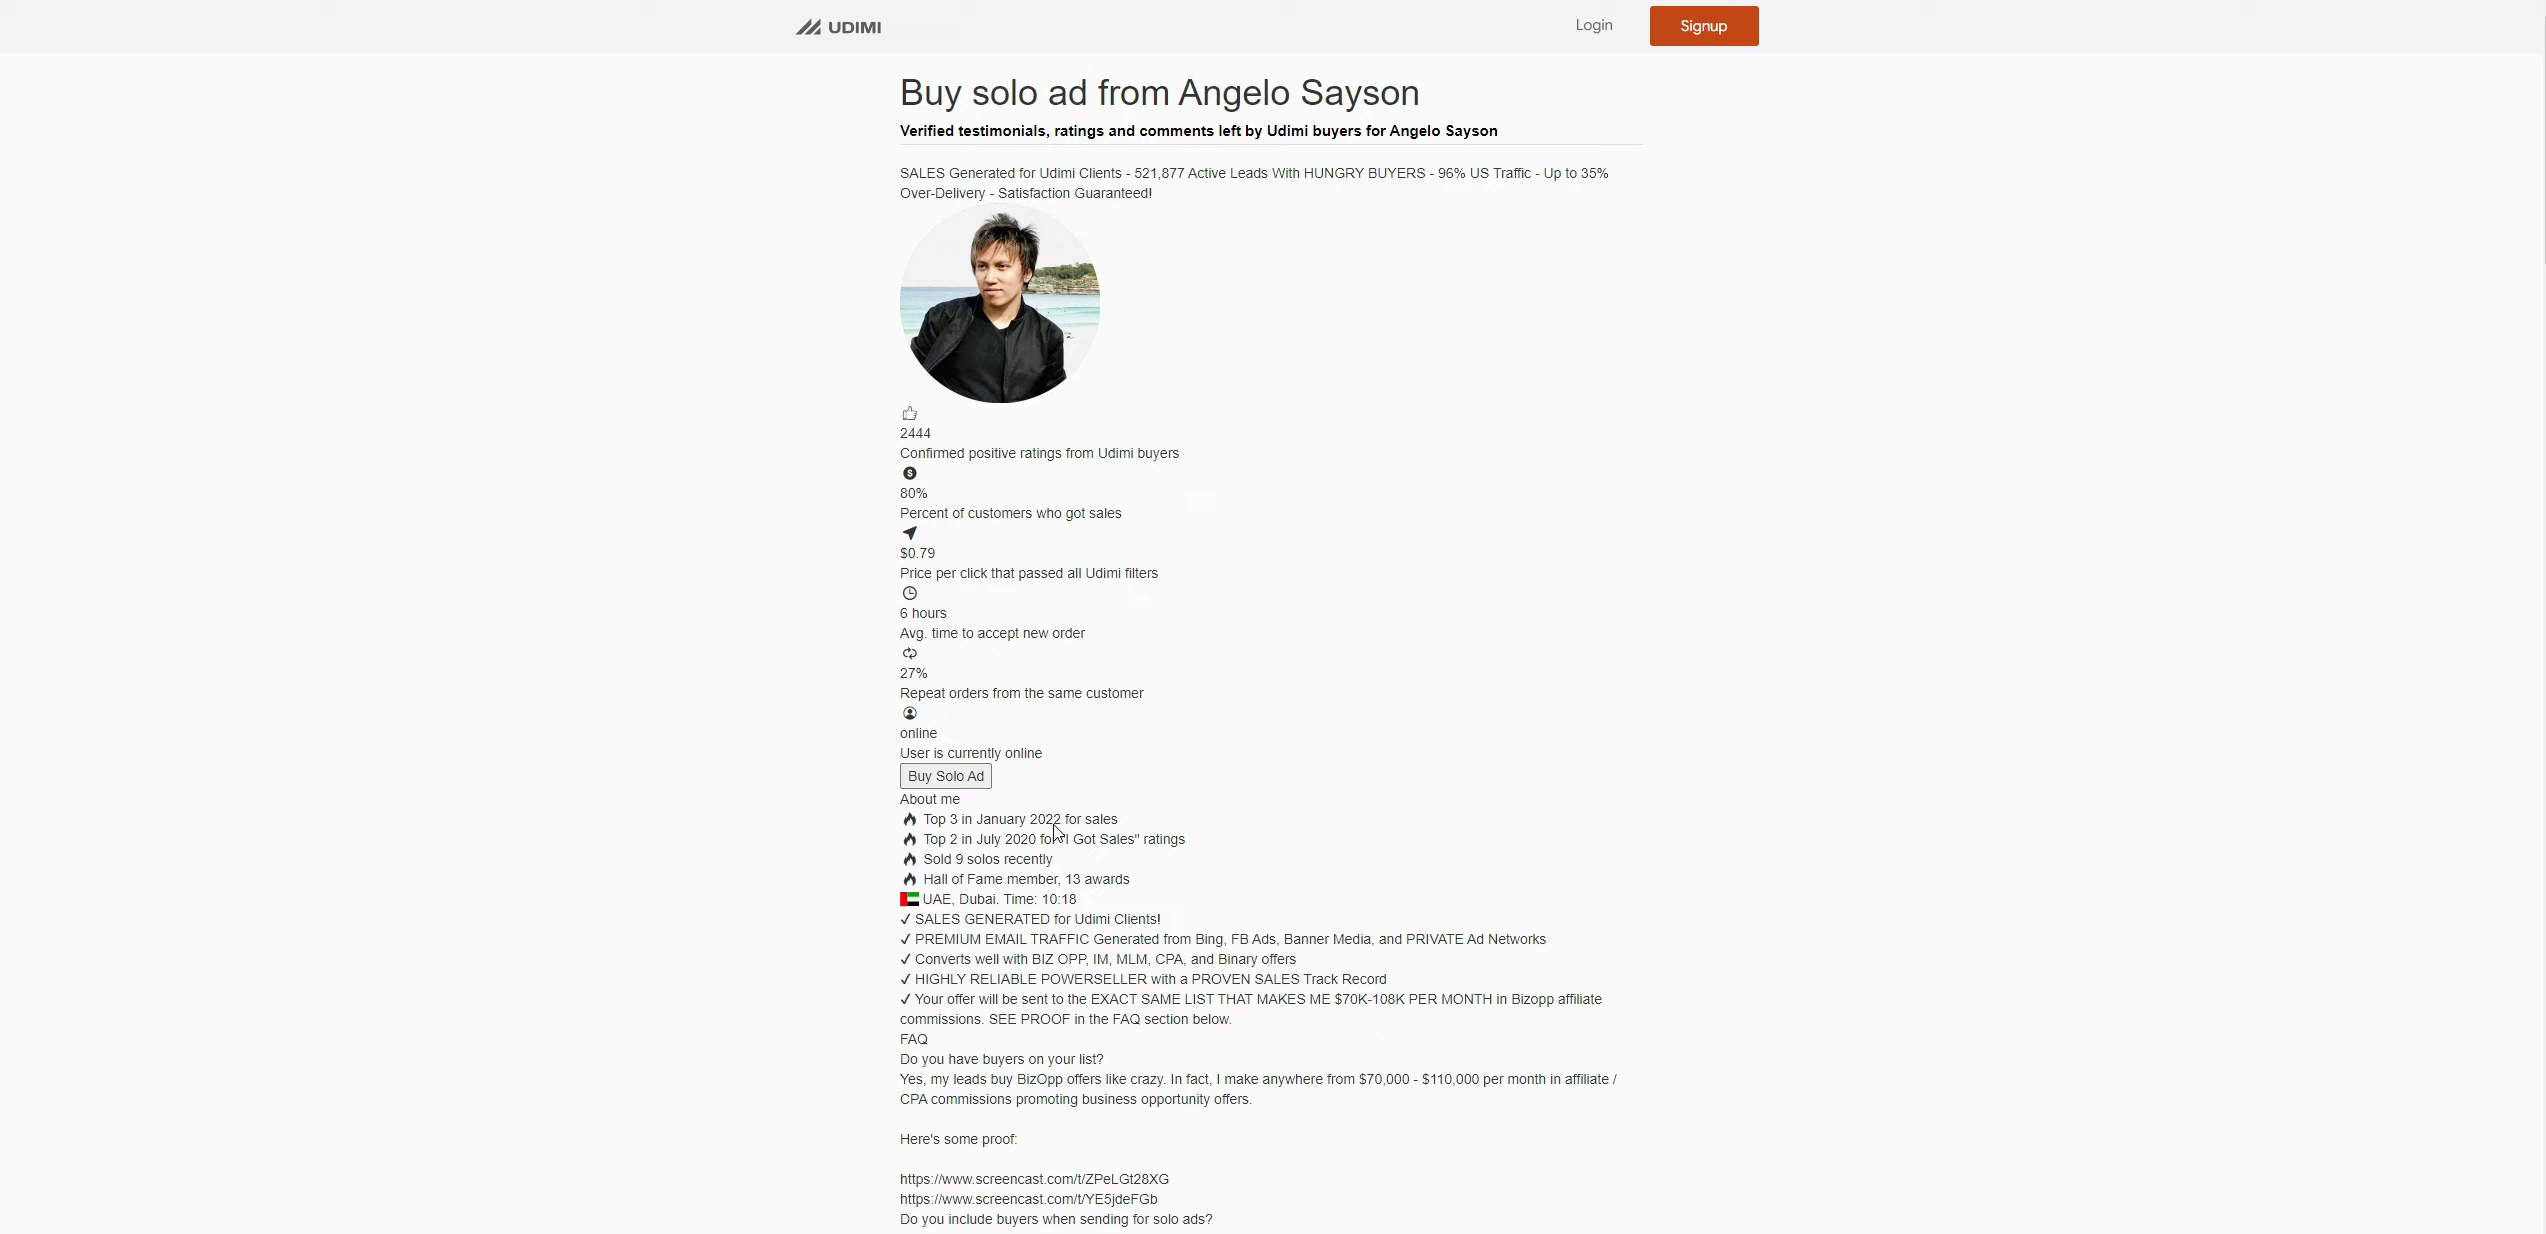 UDIMI
Login
Signup
Buy solo ad from Angelo Sayson
Verified testimonials, ratings and comments left by Udimi buyers for Angelo Sayson
SALES Generated for Udimi Clients - 521,877 Active Leads With HUNGRY BUYERS - 96% US Traffic - Up to 35%
Over-Delivery - Satisfaction Guaranteed!
2444
Confirmed positive ratings from Udimi buyers
80%
Percent of customers who got sales
$0.79
Price per click that passed all Udimi filters
6 hours
Avg. time to accept new order
27%
Repeat orders from the same customer
online
User is currently online
Buy Solo Ad
About me
Top 3 in January 2022 for sales
Top 2 in July 2020 for "I Got Sales" ratings
Sold 9 solos recently
Hall of Fame member, 13 awards
UAE, Dubai. Time: 10:18
✓ SALES GENERATED for Udimi Clients!
✓ PREMIUM EMAIL TRAFFIC Generated from Bing, FB Ads, Banner Media, and PRIVATE Ad Networks
✓ Converts well with BIZ OPP, IM, MLM, CPA, and Binary offers
✓ HIGHLY RELIABLE POWERSELLER with a PROVEN SALES Track Record
✓ Your offer will be sent to the EXACT SAME LIST THAT MAKES ME $70K-108K PER MONTH in Bizopp affiliate
commissions. SEE PROOF in the FAQ section below.
FAQ
Do you have buyers on your list?
Yes, my leads buy BizOpp offers like crazy. In fact, I make anywhere from $70,000 - $110,000 per month in affiliate /
CPA commissions promoting business opportunity offers.
Here's some proof:
https://www.screencast.com/t/ZPeLGt28XG
https://www.screencast.com/t/YE5jdeFGb
Do you include buyers when sending for solo ads?